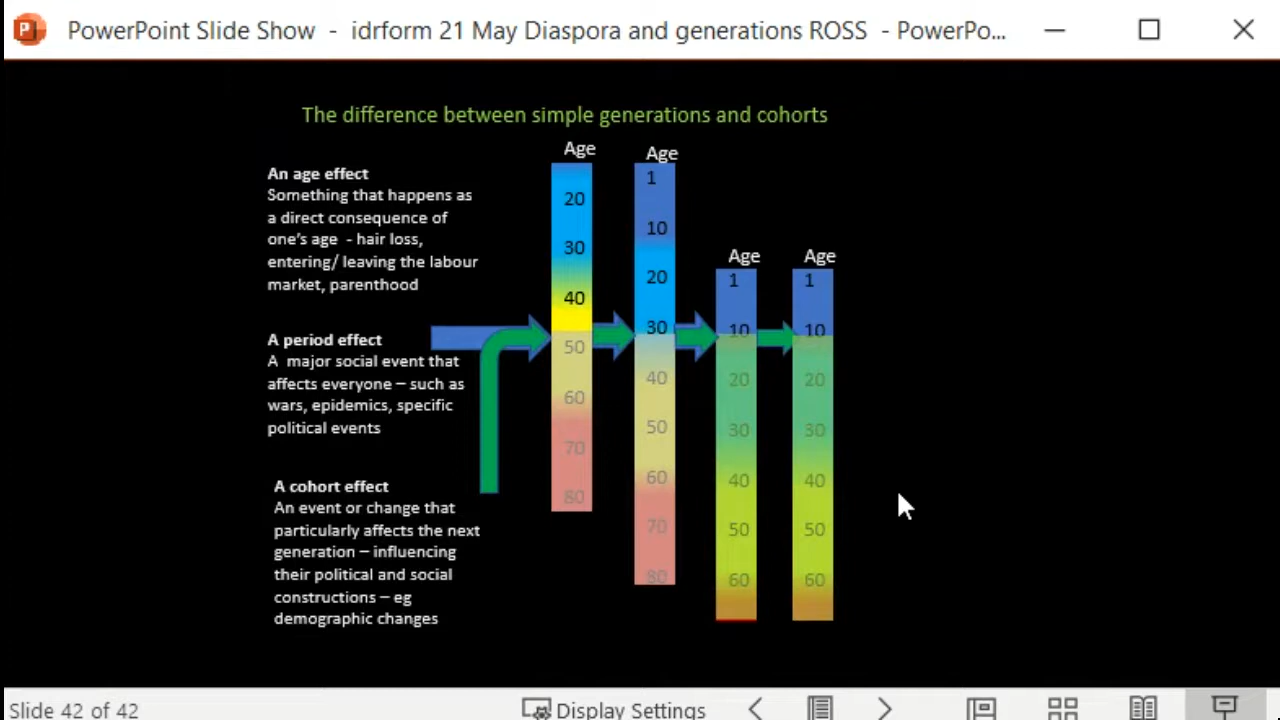 PowerPoint Slide Show - idrform 21 May Diaspora and generations ROSS - PowerPo...
The difference between simple generations and cohorts
An age effect
Something that happens as
a direct consequence of
one's age - hair loss,
entering/ leaving the labour
market, parenthood
A period effect
A major social event that
affects everyone – such as
wars, epidemics, specific
political events
A cohort effect
An event or change that
particularly affects the next
generation – influencing
their political and social
constructions – eg
demographic changes
Age
20
30
40
50
60
70
80
Age
1
10
20
30
40
50
60
70
80
Age
1
10
20
30
40
50
60
Age
1
10
20
30
40
50
60
Slide 42 of 42
Display Settings